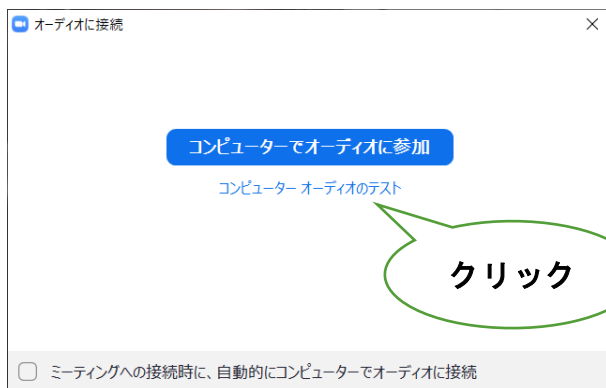 オーディオに接続
コンピューターでオーディオに参加
コンピューター オーディオのテスト
クリック
ミーティングへの接続時に、自動的にコンピューターでオーディオに接続